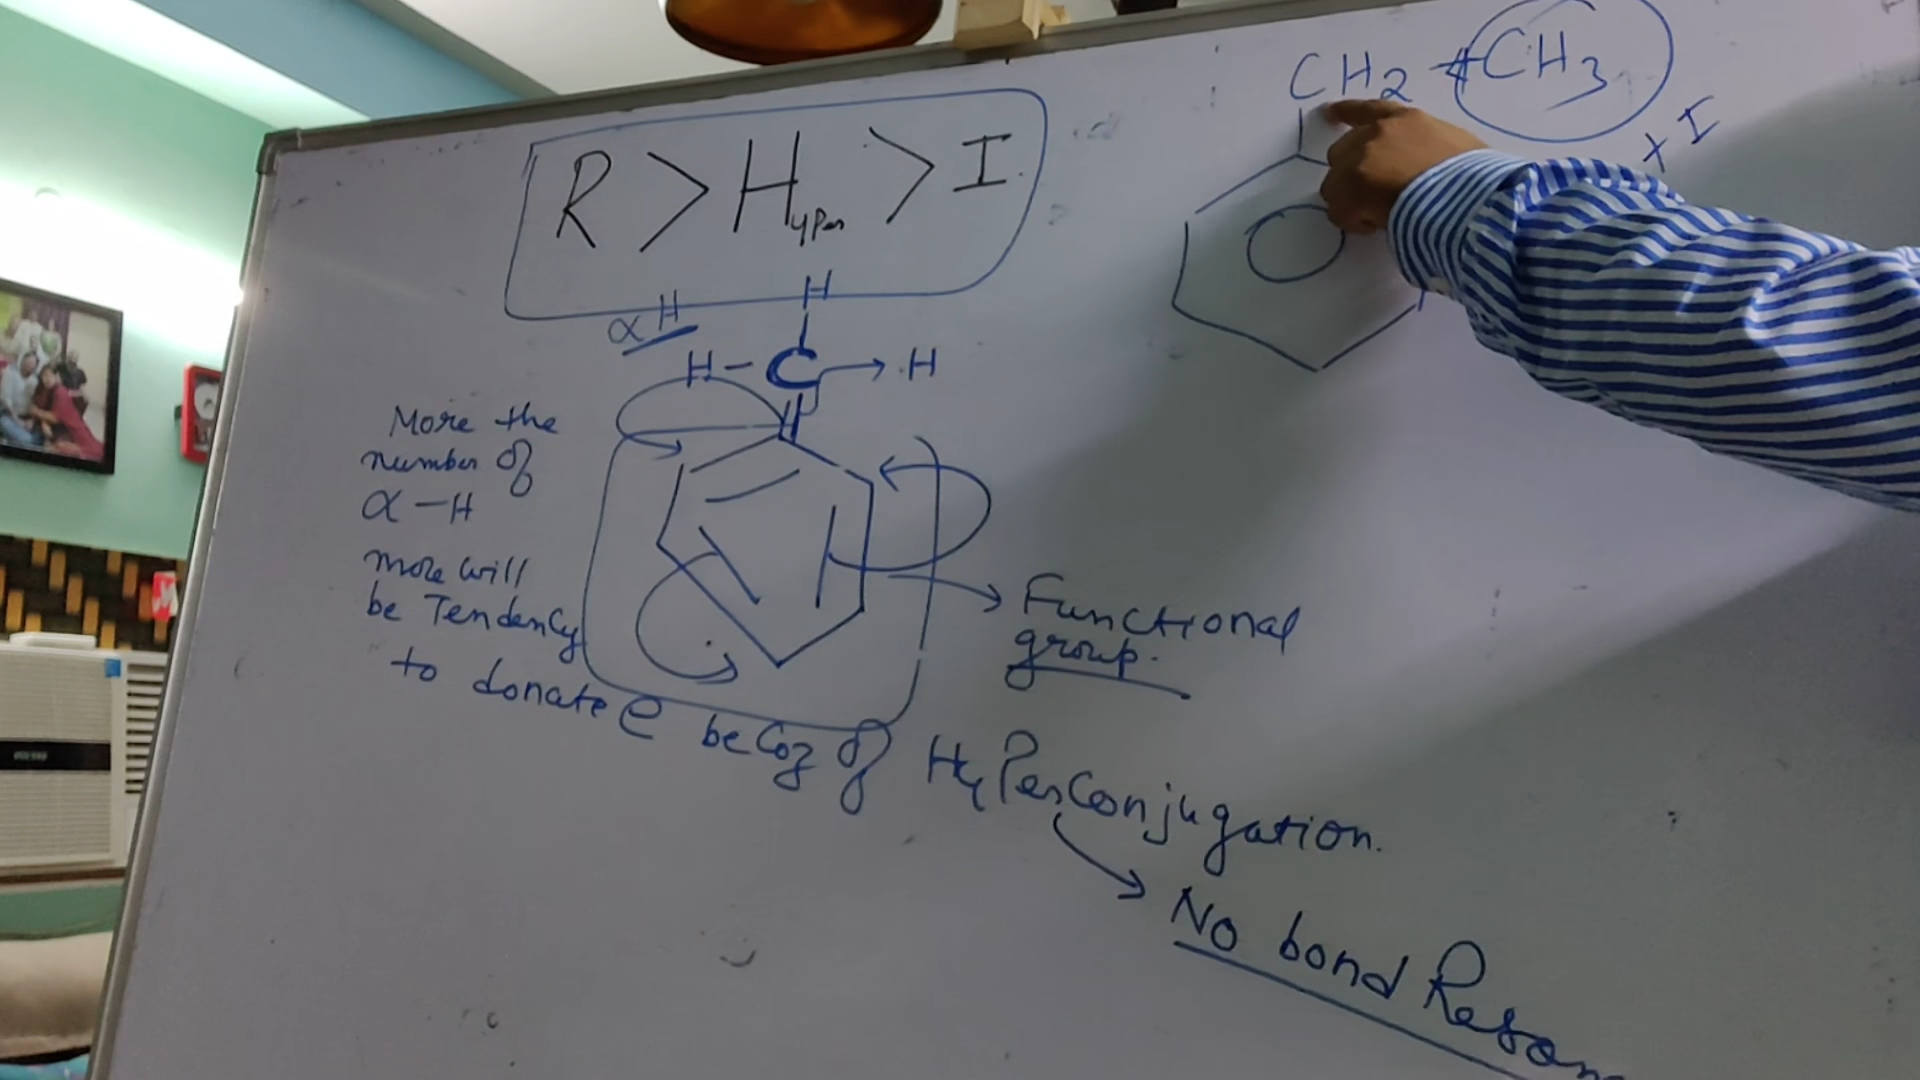 R > Hyper > I
CH2 + CH3
+ I
α H
H
H - C → H
More the
number of
α - H
more will
be Tendency
to donate e becoz of Hyperconjugation.
Functional
group.
No bond Reson